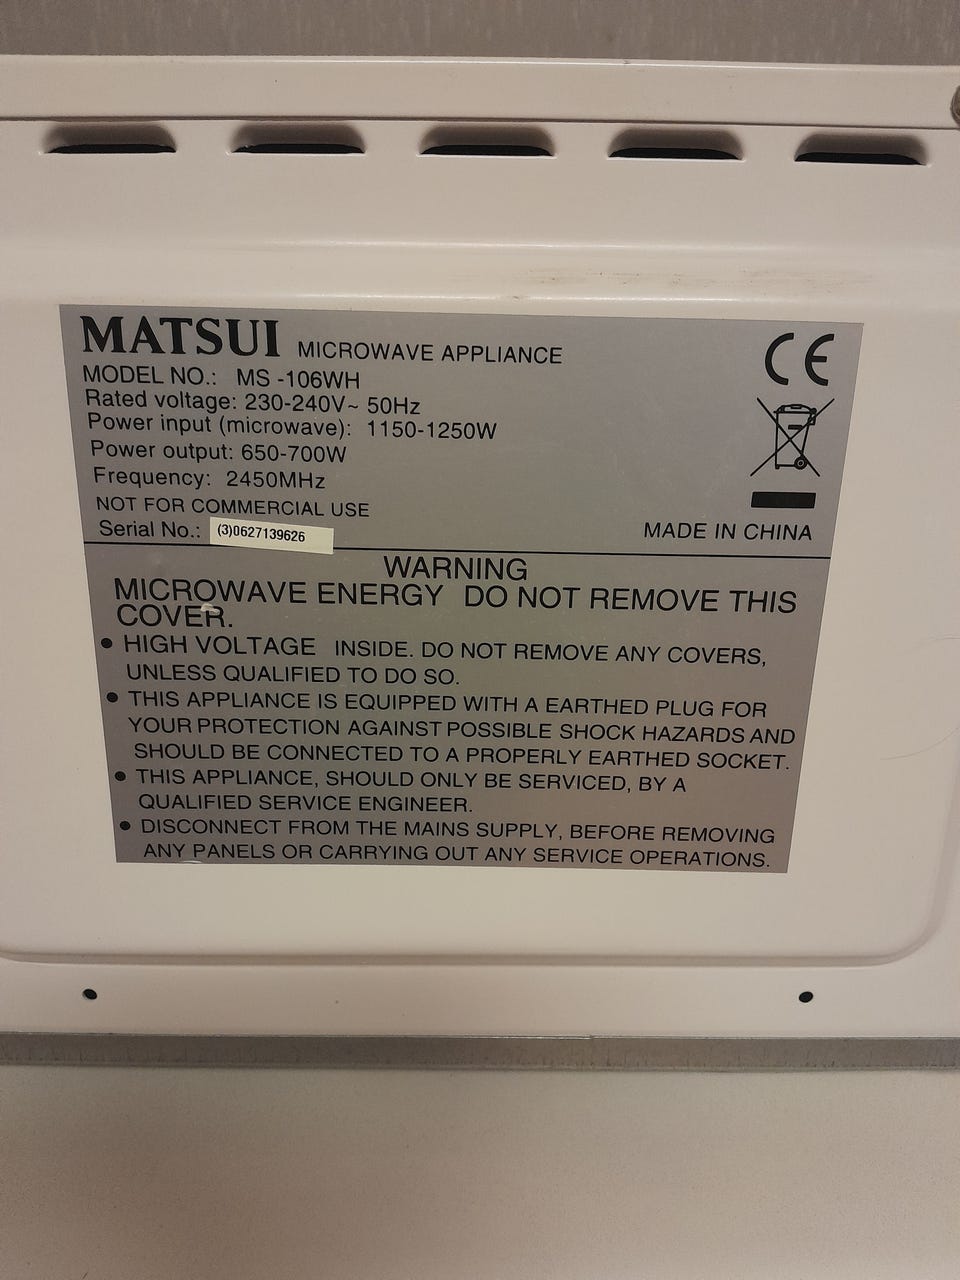 MATSUI MICROWAVE APPLIANCE
CE
MODEL NO.: MS -106WH
Rated voltage: 230-240V~ 50Hz
Power input (microwave): 1150-1250W
Power output: 650-700W
Frequency: 2450MHz
NOT FOR COMMERCIAL USE
Serial No.: (3)0627139626
MADE IN CHINA
WARNING
MICROWAVE ENERGY DO NOT REMOVE THIS
COVER.
• HIGH VOLTAGE INSIDE. DO NOT REMOVE ANY COVERS,
UNLESS QUALIFIED TO DO SO.
• THIS APPLIANCE IS EQUIPPED WITH A EARTHED PLUG FOR
YOUR PROTECTION AGAINST POSSIBLE SHOCK HAZARDS AND
SHOULD BE CONNECTED TO A PROPERLY EARTHED SOCKET.
• THIS APPLIANCE, SHOULD ONLY BE SERVICED, BY A
QUALIFIED SERVICE ENGINEER.
• DISCONNECT FROM THE MAINS SUPPLY, BEFORE REMOVING
ANY PANELS OR CARRYING OUT ANY SERVICE OPERATIONS.